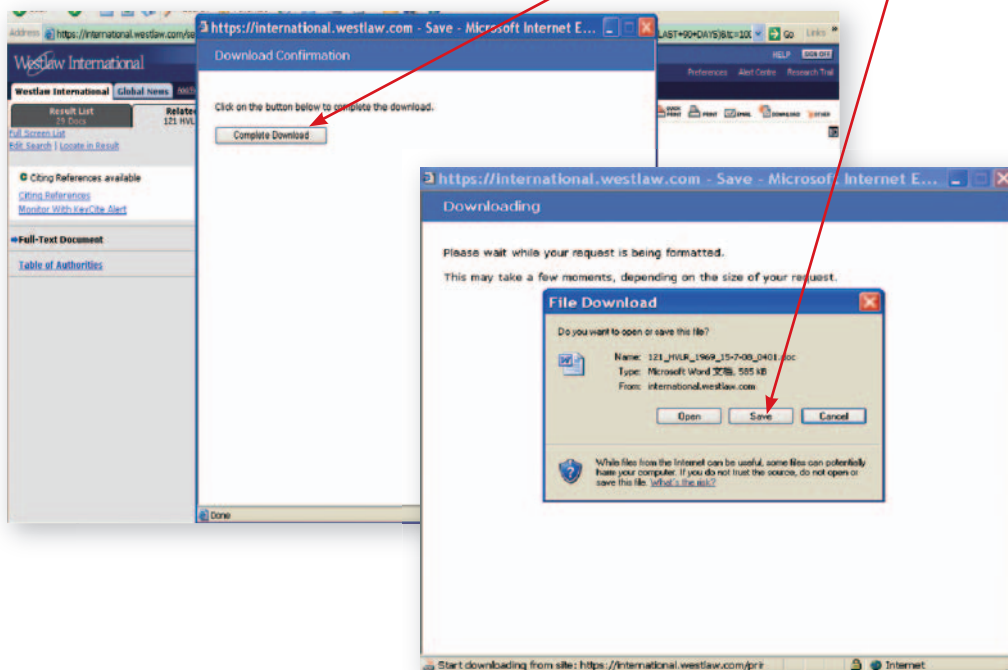 https://international.westlaw.com - Save - Microsoft Internet E...
Address https://international.westlaw.com/
LAST+90+DAYS)&tc=100
Go Links
Westlaw International
HELP SIGN OFF
Preferences Alert Centre Research Trail
Westlaw International Global News
Download Confirmation
Result List
29 Docs
121 HVL
Full Screen List
Edit Search | Locate in Result
Click on the button below to complete the download.
Complete Download
QUICK PRINT PRINT EMAIL DOWNLOAD OTHER
Citing References available
Citing References
Monitor With KeyCite Alert
Full-Text Document
Table of Authorities
Done
https://international.westlaw.com - Save - Microsoft Internet E...
Downloading
Please wait while your request is being formatted.
This may take a few moments, depending on the size of your request.
File Download
Do you want to open or save this file?
Name: 121_HVLR_1969_15-7-08_0401.doc
Type: Microsoft Word 文档, 585 kB
From: international.westlaw.com
Open Save Cancel
While files from the Internet can be useful, some files can potentially
harm your computer. If you do not trust the source, do not open or
save this file. What's the risk?
Start downloading from site: https://international.westlaw.com/pri
Internet